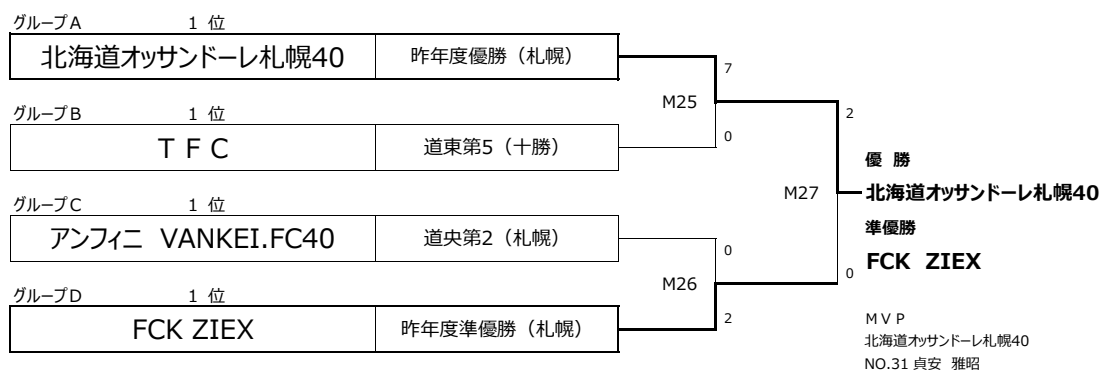 グループA 1 位
北海道オッサンドーレ札幌40 昨年度優勝（札幌）
7
M25
2
グループB 1 位
0
T F C 道東第5（十勝）
優 勝
M27
北海道オッサンドーレ札幌40
グループC 1 位
準優勝
アンフィニ VANKEI.FC40 道央第2（札幌）
0
FCK ZIEX
0
M26
グループD 1 位
2
FCK ZIEX 昨年度準優勝（札幌）
M V P
北海道オッサンドーレ札幌40
NO.31 貞安 雅昭